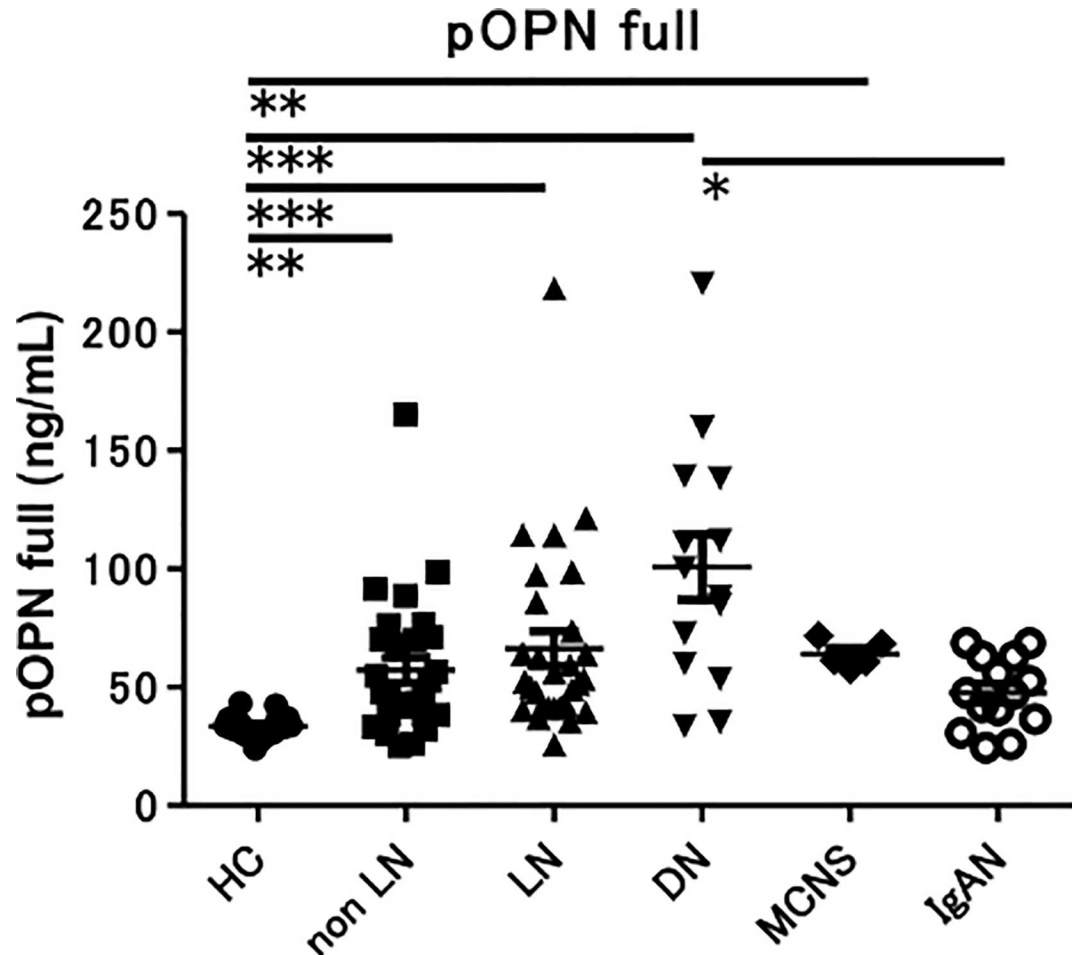 pOPN full
**
***
*
***
**
pOPN full (ng/mL)
250
200
150
100
50
0
HC
non LN
LN
DN
MCNS
IgAN